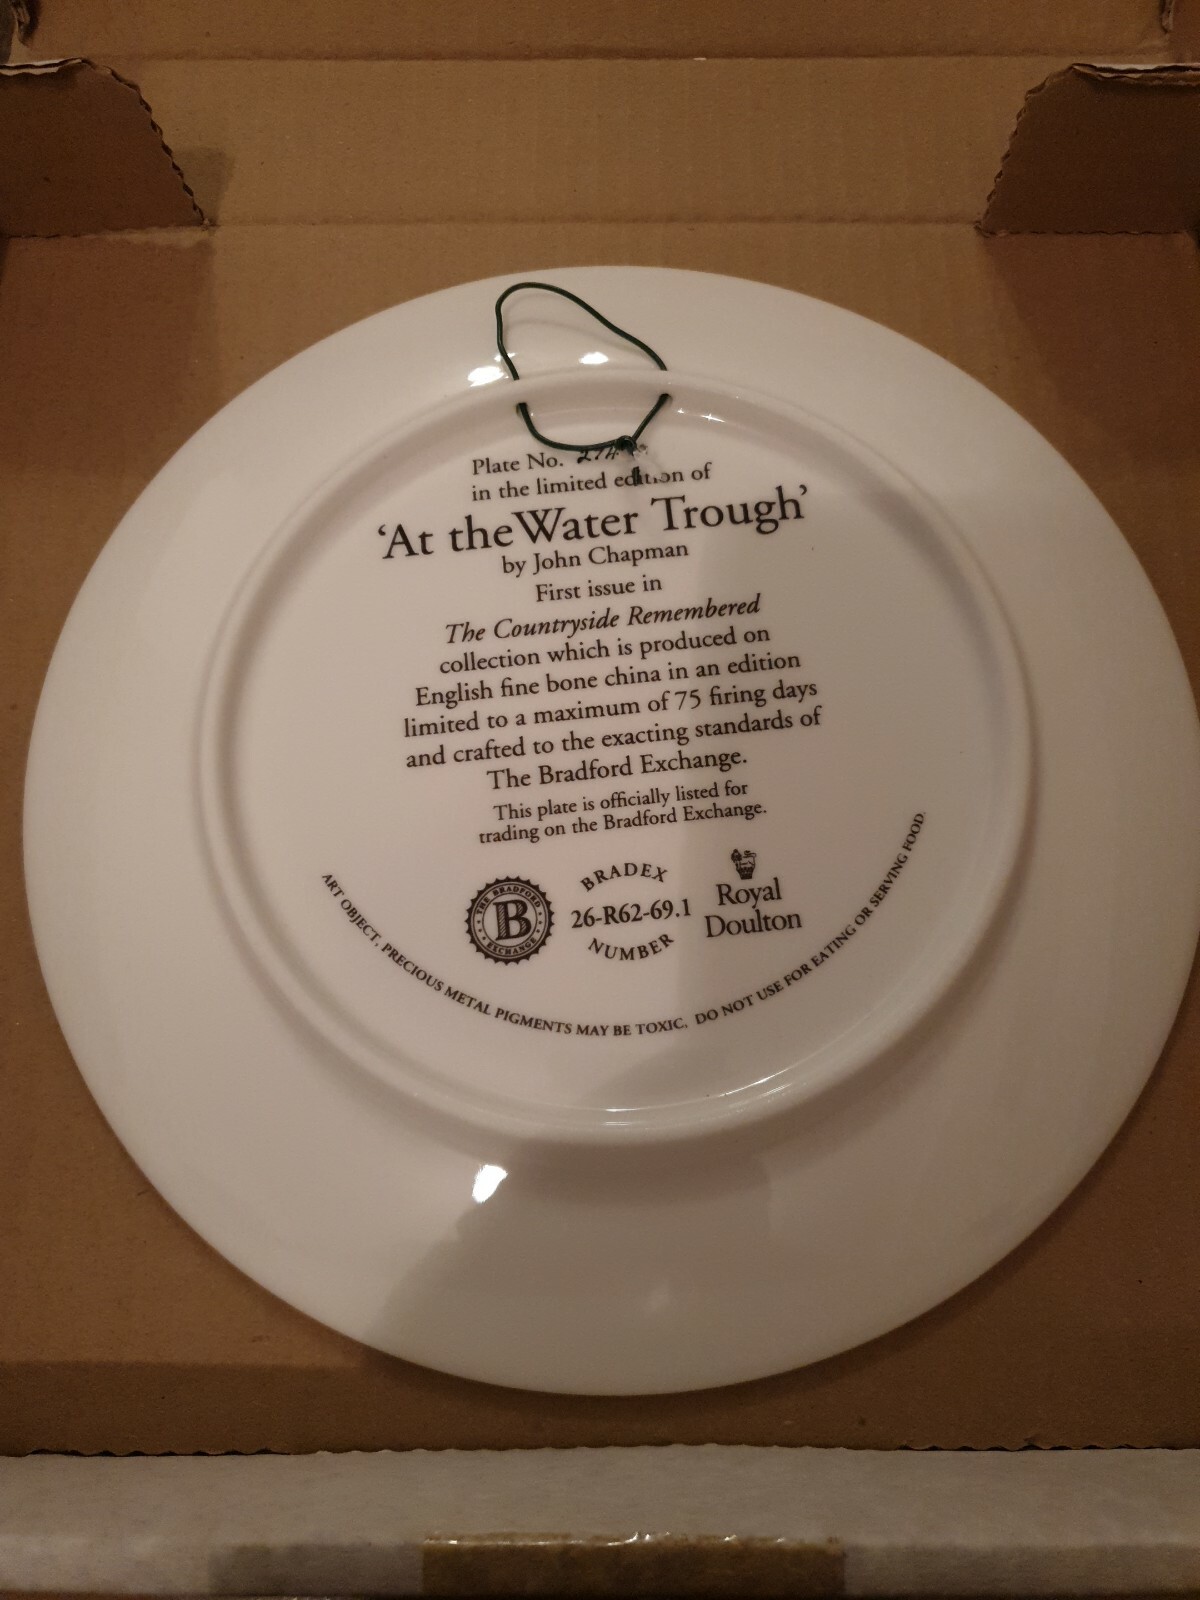 Plate No.
in the limited edition of
‘At the Water Trough’
by John Chapman
First issue in
The Countryside Remembered
collection which is produced on
English fine bone china in an edition
limited to a maximum of 75 firing days
and crafted to the exacting standards of
The Bradford Exchange.
This plate is officially listed for
trading on the Bradford Exchange.
THE BRADFORD
B
EXCHANGE
BRADEX
26-R62-69.1
NUMBER
Royal
Doulton
ART OBJECT. PRECIOUS METAL PIGMENTS MAY BE TOXIC. DO NOT USE FOR EATING OR SERVING FOOD.